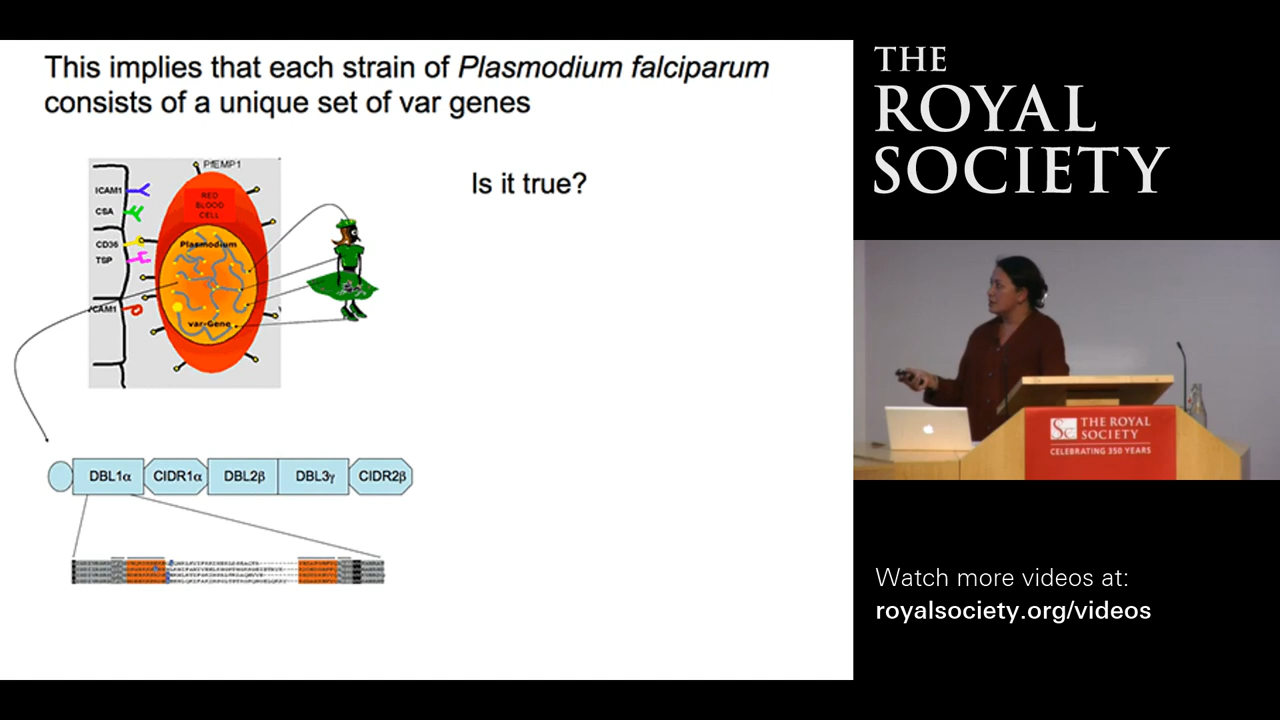 This implies that each strain of Plasmodium falciparum
consists of a unique set of var genes
Is it true?
PfEMP1
ICAM1
CSA
CD36
TSP
RED
BLOOD
CELL
Plasmodium
var-Gene
DBL1α
CIDR1α
DBL2β
DBL3γ
CIDR2β
THE
ROYAL
SOCIETY
THE ROYAL
SOCIETY
CELEBRATING 350 YEARS
Watch more videos at:
royalsociety.org/videos